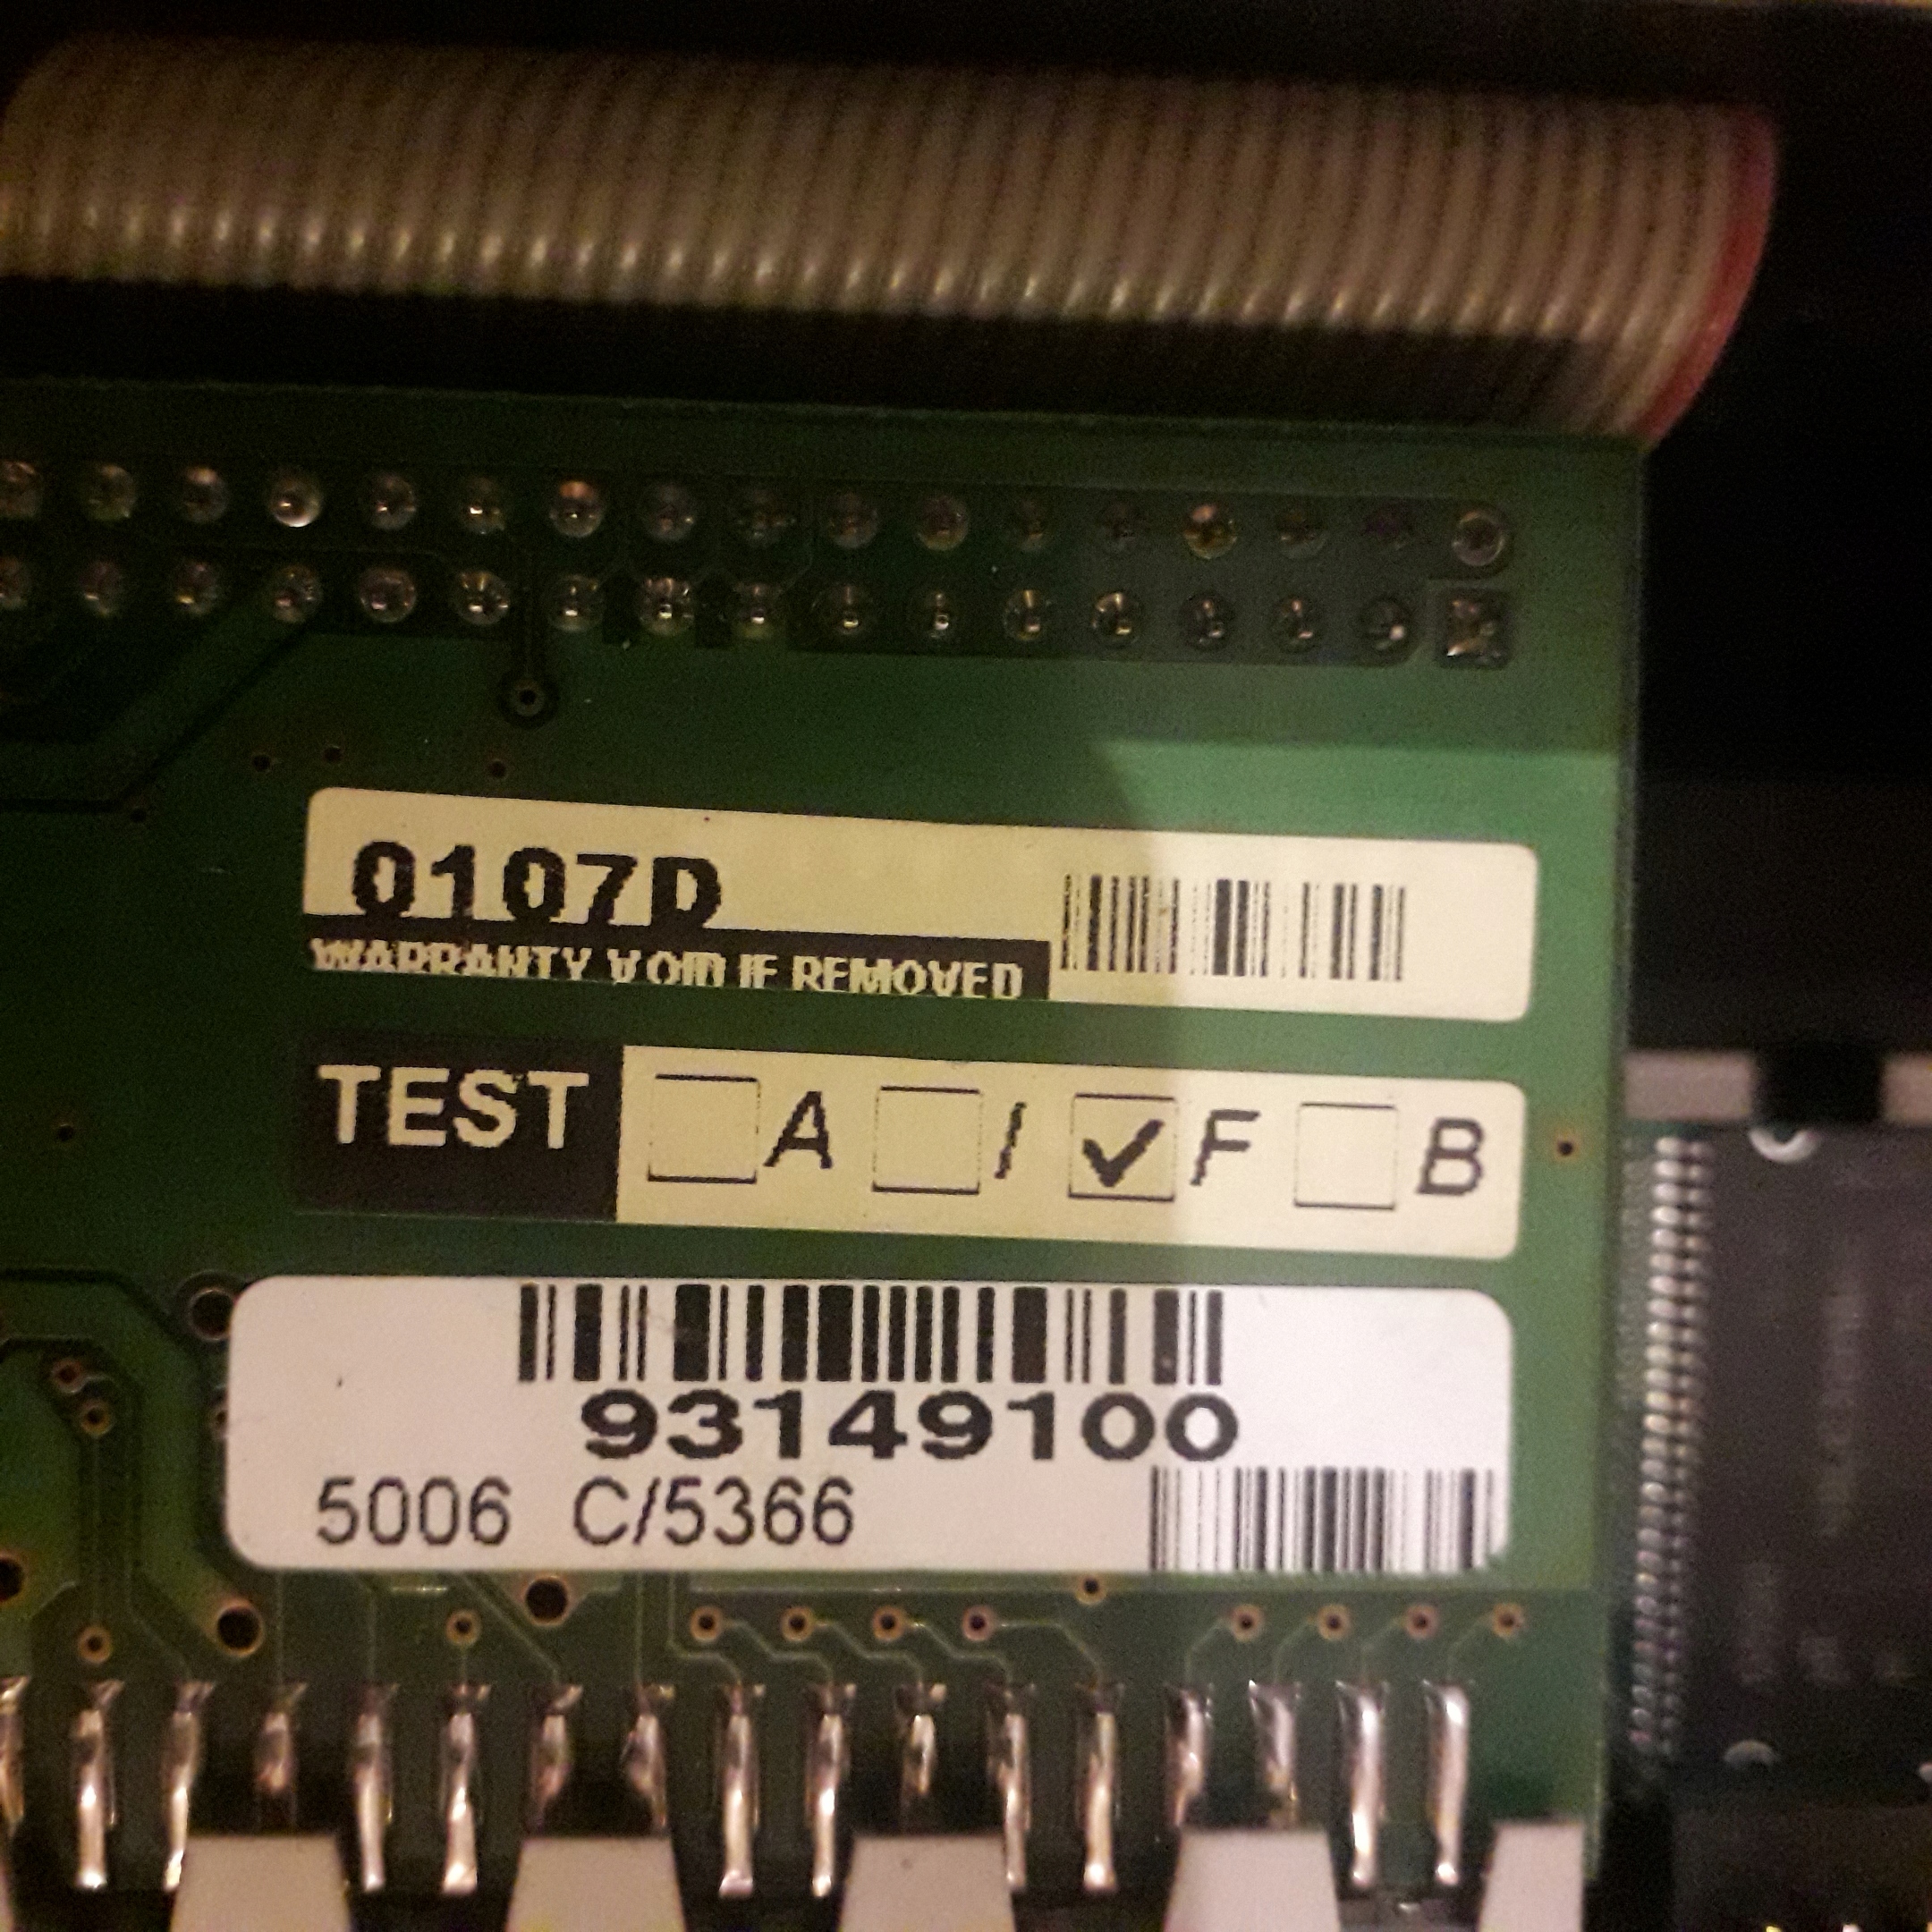 0107D
WARRANTY VOID IF REMOVED
TEST A I F B
93149100
5006 C/5366